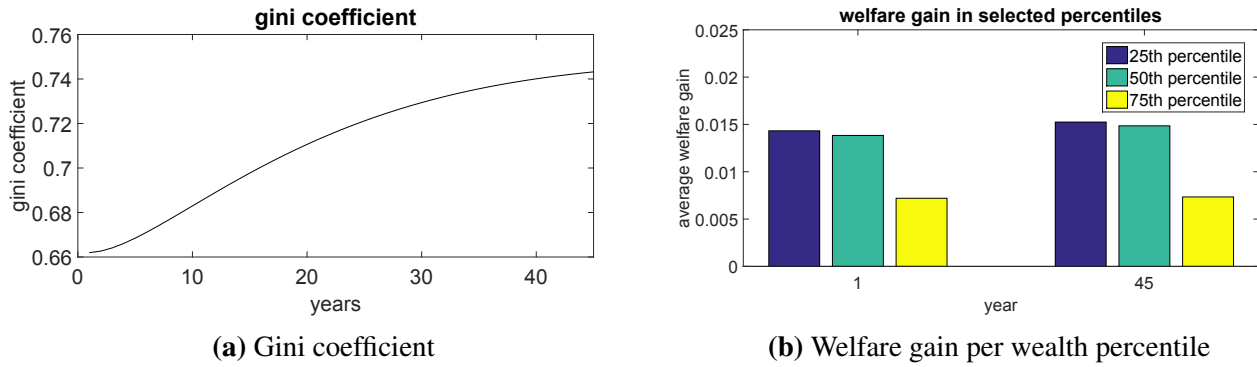 gini coefficient
0.76
0.74
0.72
0.7
0.68
0.66
gini coefficient
0
10
20
30
40
years
(a) Gini coefficient
welfare gain in selected percentiles
0.025
0.02
0.015
0.01
0.005
0
average welfare gain
25th percentile
50th percentile
75th percentile
1
45
year
(b) Welfare gain per wealth percentile